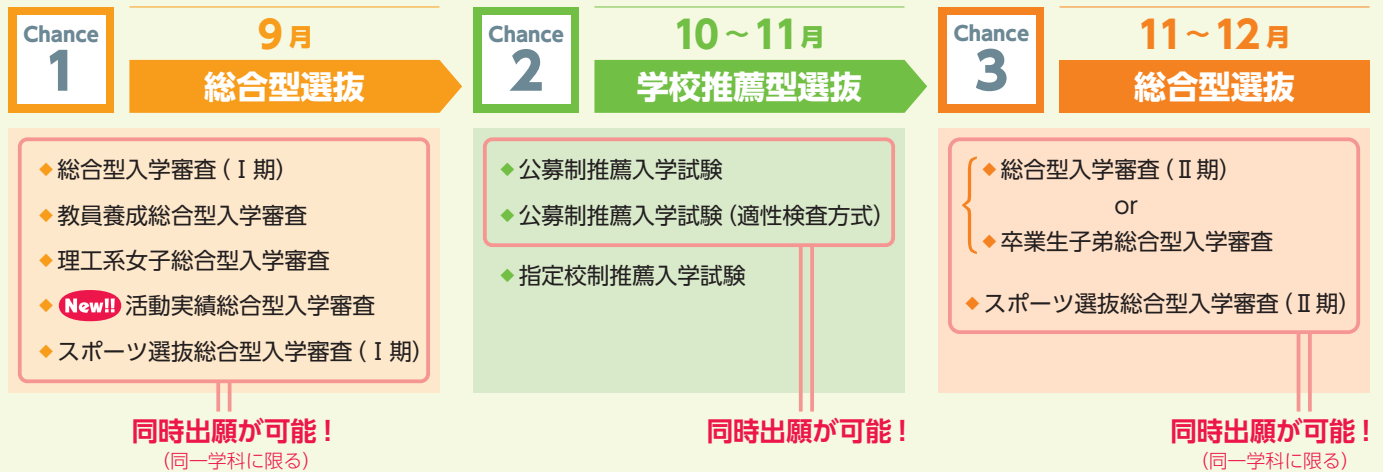 Chance
1
9月
総合型選抜
◆総合型入学審査(Ⅰ期)
◆教員養成総合型入学審査
◆理工系女子総合型入学審査
◆New!! 活動実績総合型入学審査
◆スポーツ選抜総合型入学審査(Ⅰ期)
同時出願が可能!
(同一学科に限る)
Chance
2
10~11月
学校推薦型選抜
◆公募制推薦入学試験
◆公募制推薦入学試験(適性検査方式)
◆指定校制推薦入学試験
同時出願が可能!
Chance
3
11~12月
総合型選抜
◆総合型入学審査(Ⅱ期)
or
◆卒業生子弟総合型入学審査
◆スポーツ選抜総合型入学審査(Ⅱ期)
同時出願が可能!
(同一学科に限る)